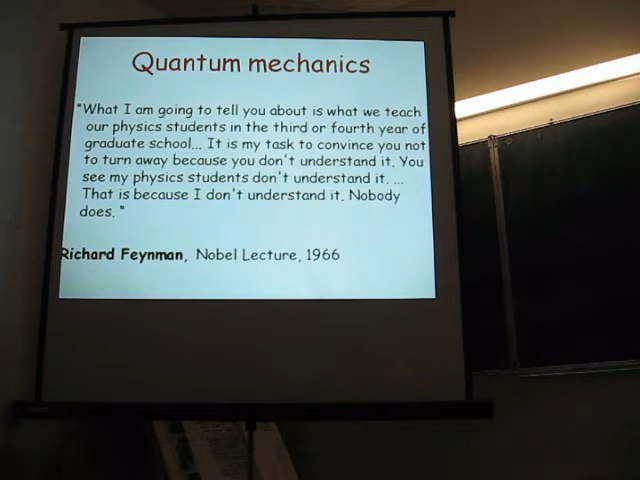 Quantum mechanics
"What I am going to tell you about is what we teach
our physics students in the third or fourth year of
graduate school... It is my task to convince you not
to turn away because you don't understand it. You
see my physics students don't understand it. ...
That is because I don't understand it. Nobody
does. "
Richard Feynman, Nobel Lecture, 1966